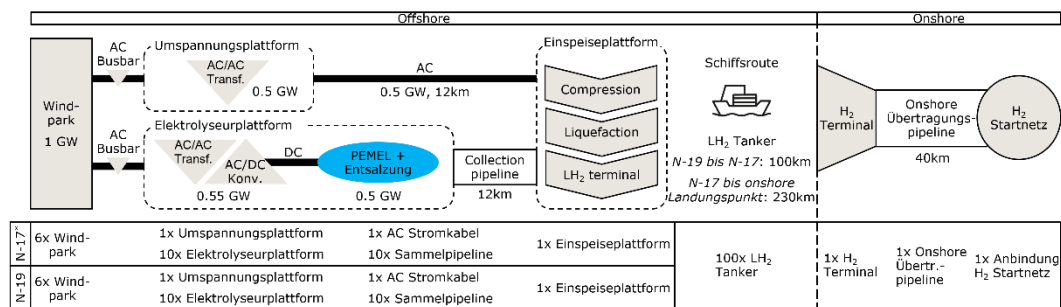 Offshore
Onshore
AC
Busbar
Umspannungsplattform
AC/AC
Transf.
0.5 GW
AC
0.5 GW, 12km
Einspeiseplattform
Compression
Liquefaction
LH₂ terminal
Schiffsroute
LH₂ Tanker
N-19 bis N-17: 100km
N-17 bis onshore
Landungspunkt: 230km
H₂
Terminal
Onshore
Übertragungs-
pipeline
40km
H₂
Startnetz
Wind-
park
1 GW
AC
Busbar
Elektrolyseurplattform
AC/AC
Transf.
AC/DC
Konv.
0.55 GW
DC
PEMEL +
Entsalzung
0.5 GW
Collection
pipeline
12km
N-17*
6x Wind-
park
1x Umspannungsplattform
10x Elektrolyseurplattform
1x AC Stromkabel
10x Sammelpipeline
1x Einspeiseplattform
N-19
6x Wind-
park
1x Umspannungsplattform
10x Elektrolyseurplattform
1x AC Stromkabel
10x Sammelpipeline
1x Einspeiseplattform
100x LH₂
Tanker
1x H₂
Terminal
1x Onshore
Übertr.-
pipeline
1x Anbindung
H₂ Startnetz